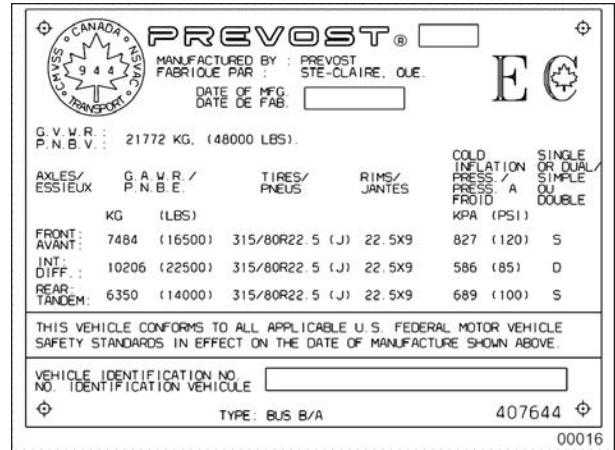 CANADA
CMVSS NSVAC
944
TRANSPORT
PREVOST®
MANUFACTURED BY : PREVOST
FABRIQUE PAR : STE-CLAIRE, QUE.
DATE OF MFG.
DATE DE FAB.
EC
G.V.W.R. :
P.N.B.V. : 21772 KG, (48000 LBS).
AXLES/ G.A.W.R./ TIRES/ RIMS/ COLD INFLATION PRESS./ SINGLE OR DUAL/
ESSIEUX P.N.B.E. PNEUS JANTES PRESS. A FROID SIMPLE OU DOUBLE
KG (LBS) KPA (PSI)
FRONT:
AVANT: 7484 (16500) 315/80R22.5 (J) 22.5X9 827 (120) S
INT:
DIFF.: 10206 (22500) 315/80R22.5 (J) 22.5X9 586 (85) D
REAR:
TANDEM: 6350 (14000) 315/80R22.5 (J) 22.5X9 689 (100) S
THIS VEHICLE CONFORMS TO ALL APPLICABLE U.S. FEDERAL MOTOR VEHICLE
SAFETY STANDARDS IN EFFECT ON THE DATE OF MANUFACTURE SHOWN ABOVE.
VEHICLE IDENTIFICATION NO.
NO. IDENTIFICATION VEHICULE
TYPE: BUS B/A 407644
00016